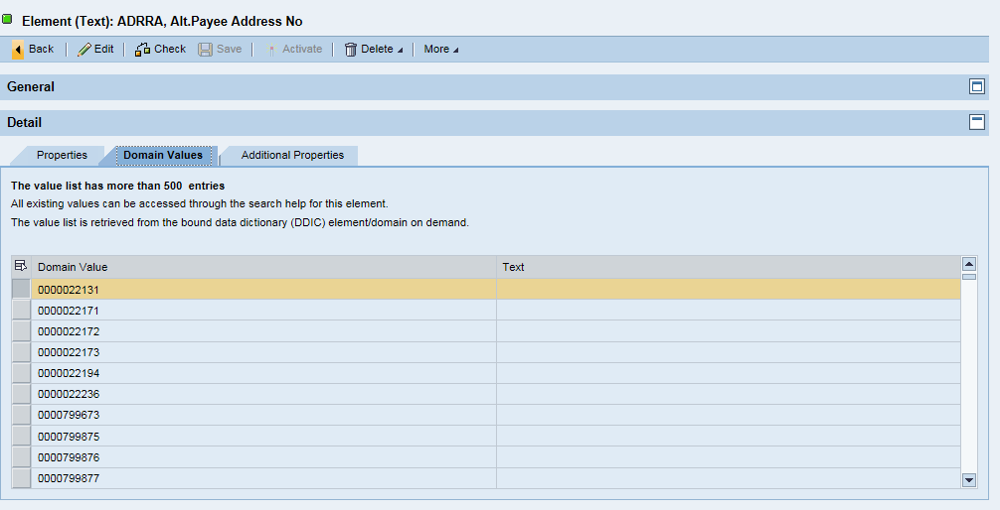 Element (Text): ADRRA, Alt.Payee Address No
Back Edit Check Save Activate Delete More
General
Detail
Properties Domain Values Additional Properties
The value list has more than 500 entries
All existing values can be accessed through the search help for this element.
The value list is retrieved from the bound data dictionary (DDIC) element/domain on demand.
Domain Value Text
0000022131
0000022171
0000022172
0000022173
0000022194
0000022236
0000799673
0000799875
0000799876
0000799877